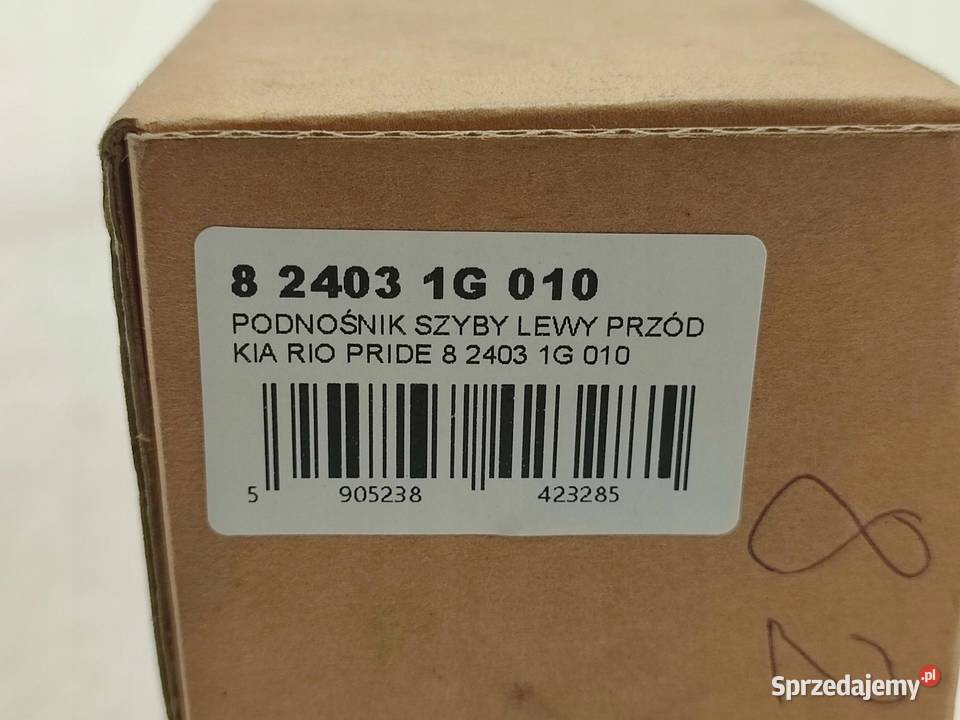 8 2403 1G 010
PODNOŚNIK SZYBY LEWY PRZÓD
KIA RIO PRIDE 8 2403 1G 010
5 905238 423285
8
Sprzedajemy.pl